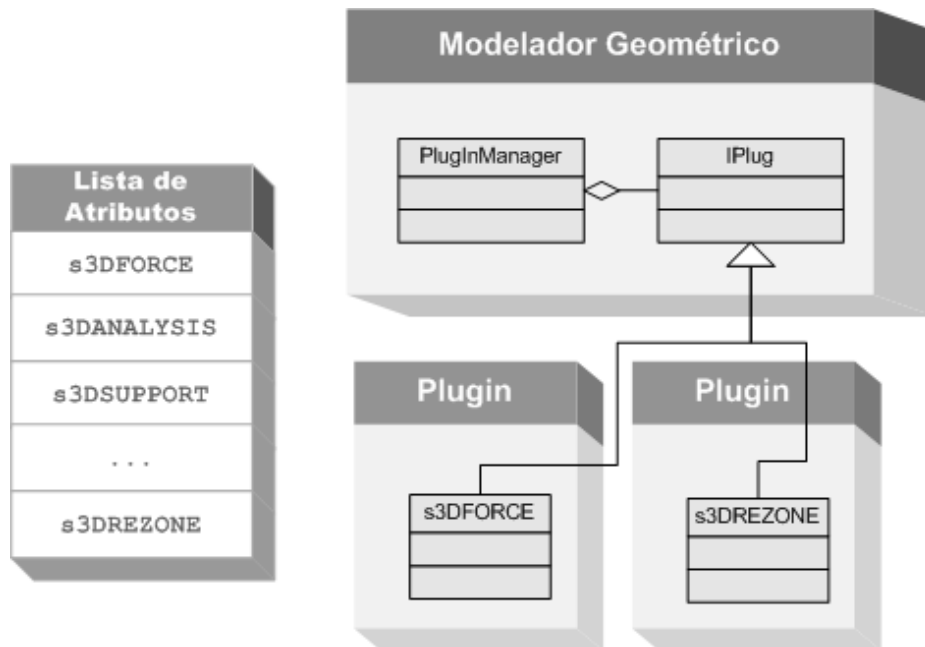 Modelador Geométrico
PlugInManager
IPlug
Lista de
Atributos
s3DFORCE
s3DANALYSIS
s3DSUPPORT
...
s3DREZONE
Plugin
s3DFORCE
Plugin
s3DREZONE